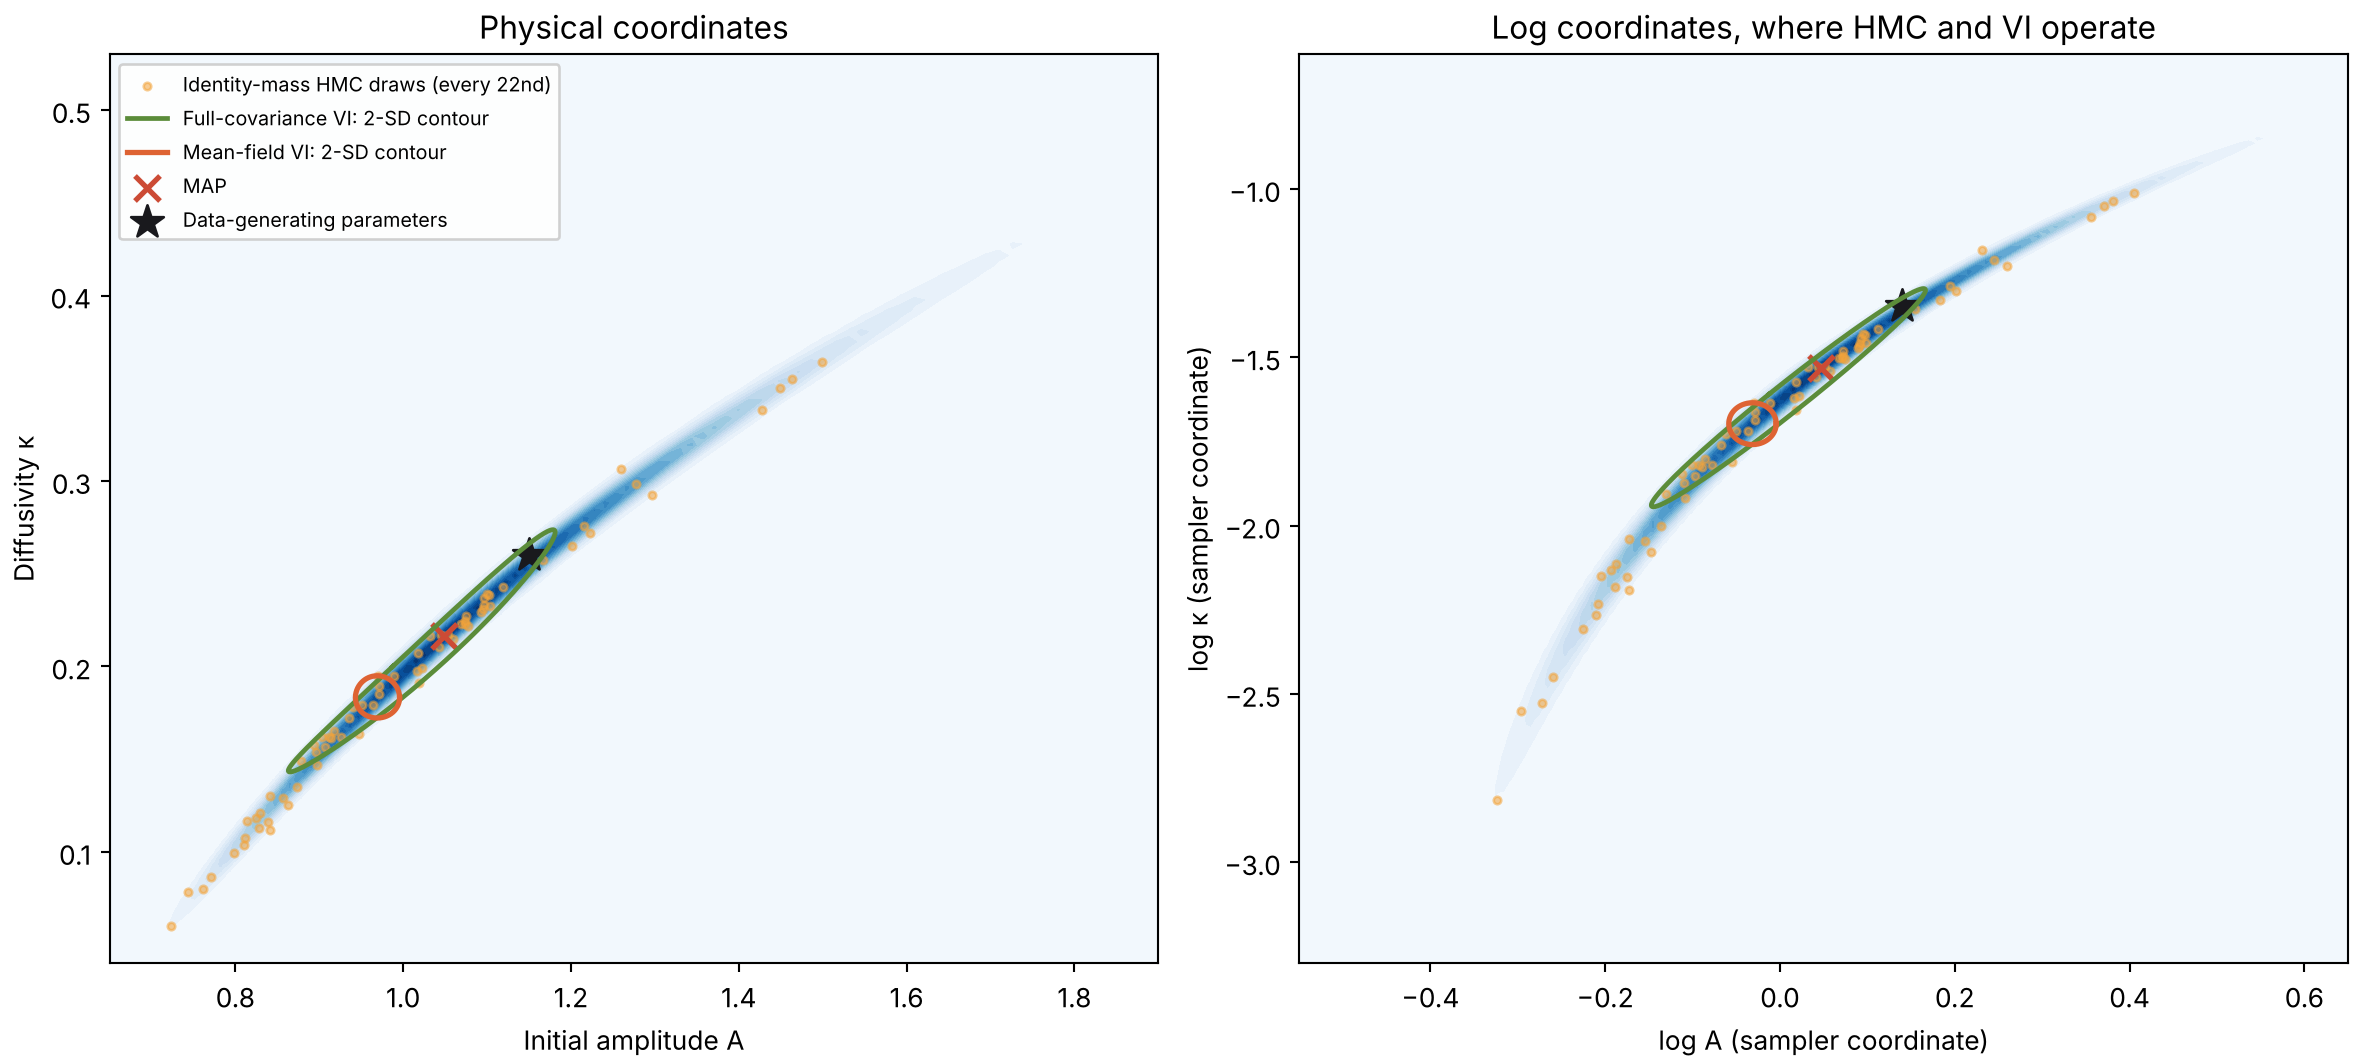 Physical coordinates
0.5
0.4
0.3
0.2
0.1
Diffusivity κ
Identity-mass HMC draws (every 22nd)
Full-covariance VI: 2-SD contour
Mean-field VI: 2-SD contour
MAP
Data-generating parameters
0.8 1.0 1.2 1.4 1.6 1.8
Initial amplitude A
Log coordinates, where HMC and VI operate
−1.0
−1.5
−2.0
−2.5
−3.0
log κ (sampler coordinate)
−0.4 −0.2 0.0 0.2 0.4 0.6
log A (sampler coordinate)